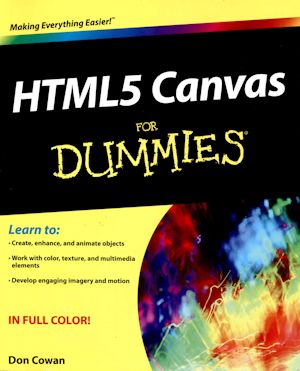 Making Everything Easier!™
HTML5 Canvas
FOR
DUMMIES®
Learn to:
• Create, enhance, and animate objects
• Work with color, texture, and multimedia
elements
• Develop engaging imagery and motion
IN FULL COLOR!
Don Cowan